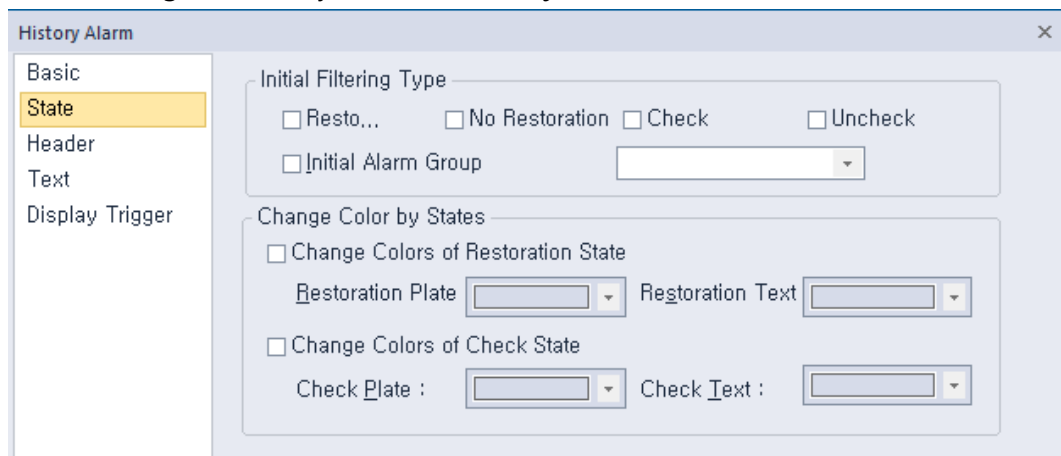 History Alarm
Basic
State
Header
Text
Display Trigger
Initial Filtering Type
Resto... No Restoration Check Uncheck
Initial Alarm Group
Change Color by States
Change Colors of Restoration State
Restoration Plate Restoration Text
Change Colors of Check State
Check Plate : Check Text :